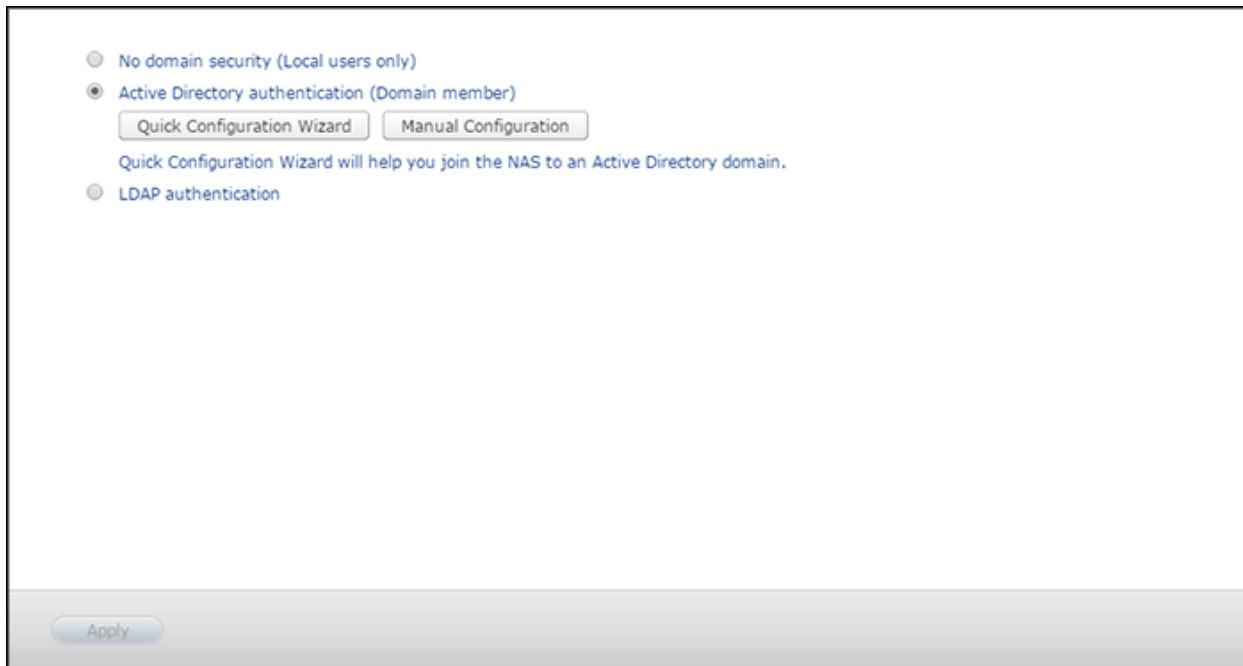 No domain security (Local users only)
Active Directory authentication (Domain member)
Quick Configuration Wizard Manual Configuration
Quick Configuration Wizard will help you join the NAS to an Active Directory domain.
LDAP authentication
Apply